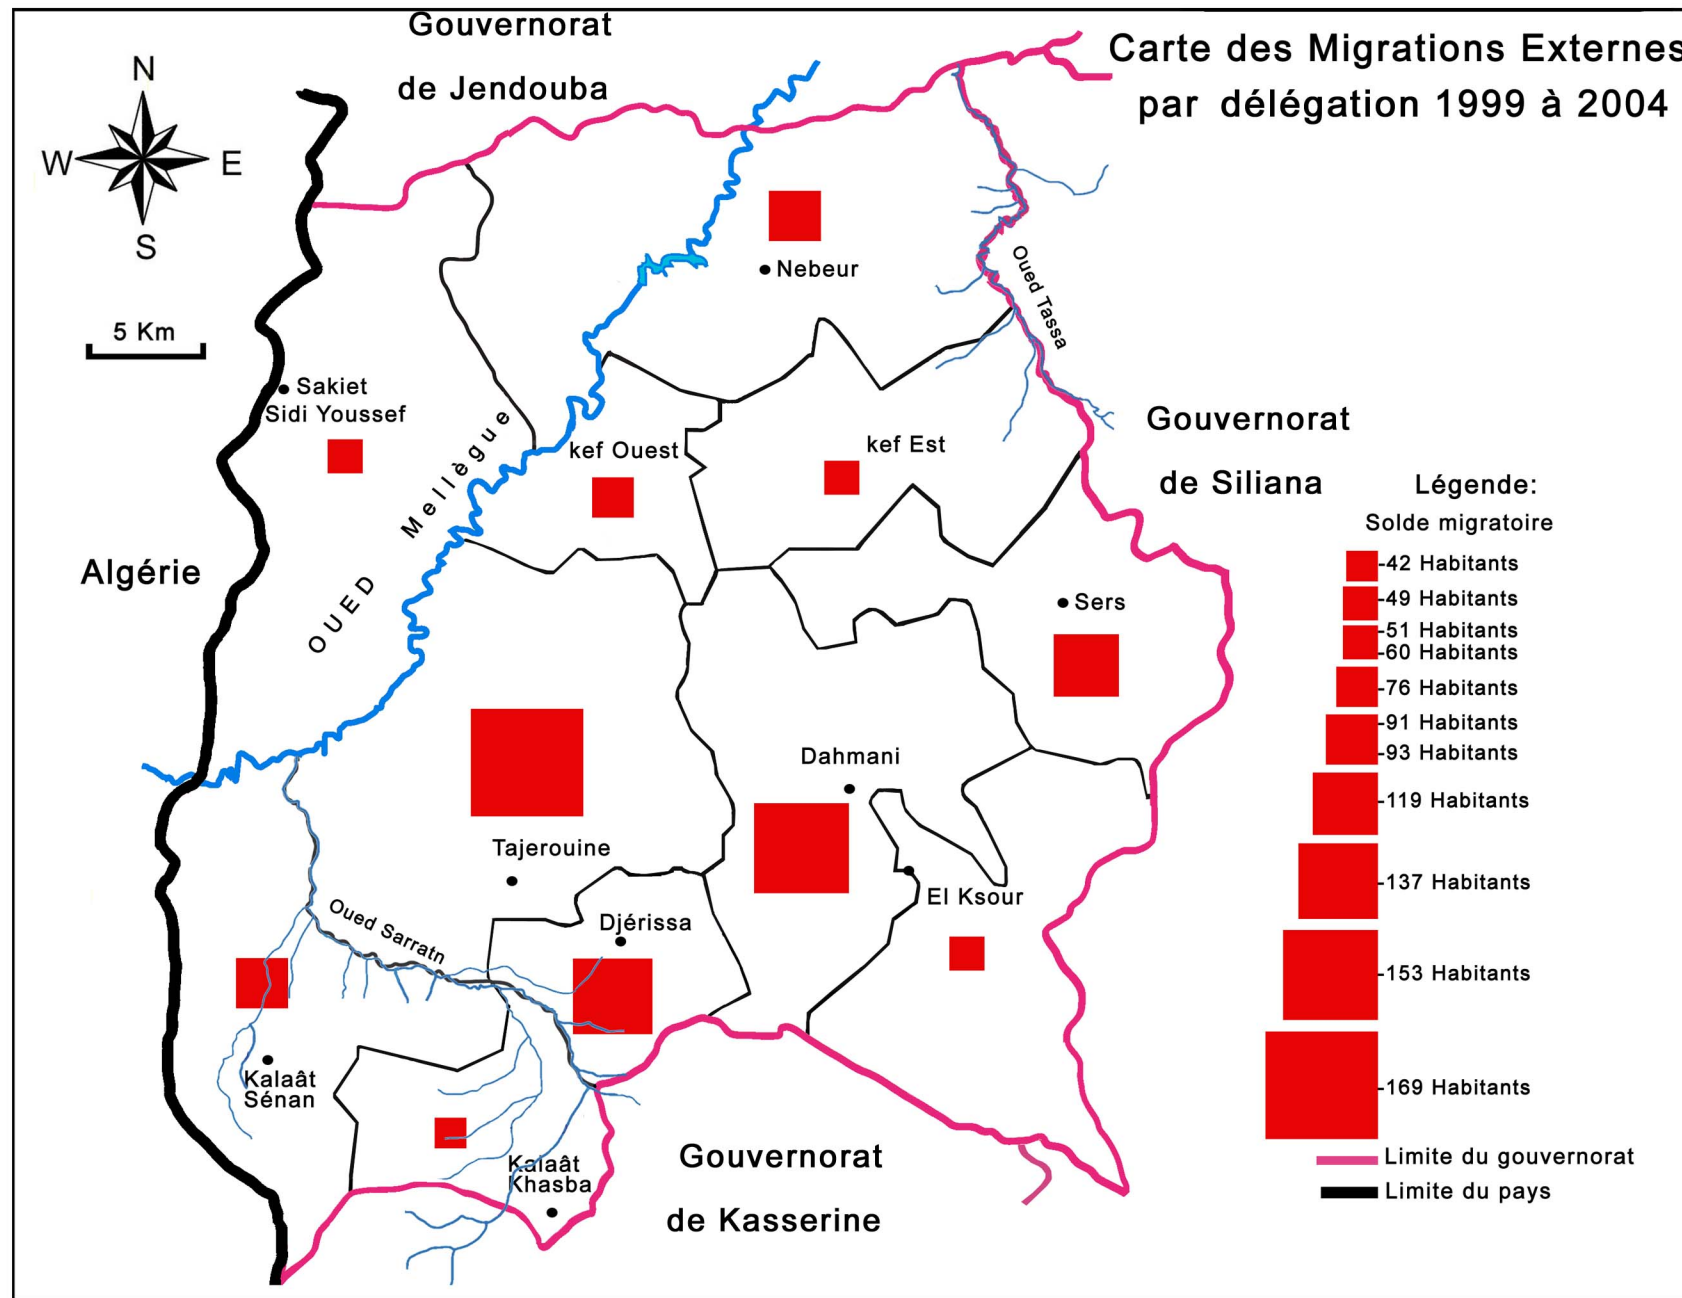 Gouvernorat
de Jendouba
Carte des Migrations Externes
par délégation 1999 à 2004
N
W
E
S
5 Km
Nebeur
Oued Tassa
Sakiet
Sidi Youssef
OUED Mellègue
kef Ouest
kef Est
Gouvernorat
de Siliana
Algérie
Sers
Dahmani
Tajerouine
El Ksour
Oued Sarratn
Djérissa
Kalaât
Sénan
Kalaât
Khasba
Gouvernorat
de Kasserine
Légende:
Solde migratoire
-42 Habitants
-49 Habitants
-51 Habitants
-60 Habitants
-76 Habitants
-91 Habitants
-93 Habitants
-119 Habitants
-137 Habitants
-153 Habitants
-169 Habitants
Limite du gouvernorat
Limite du pays